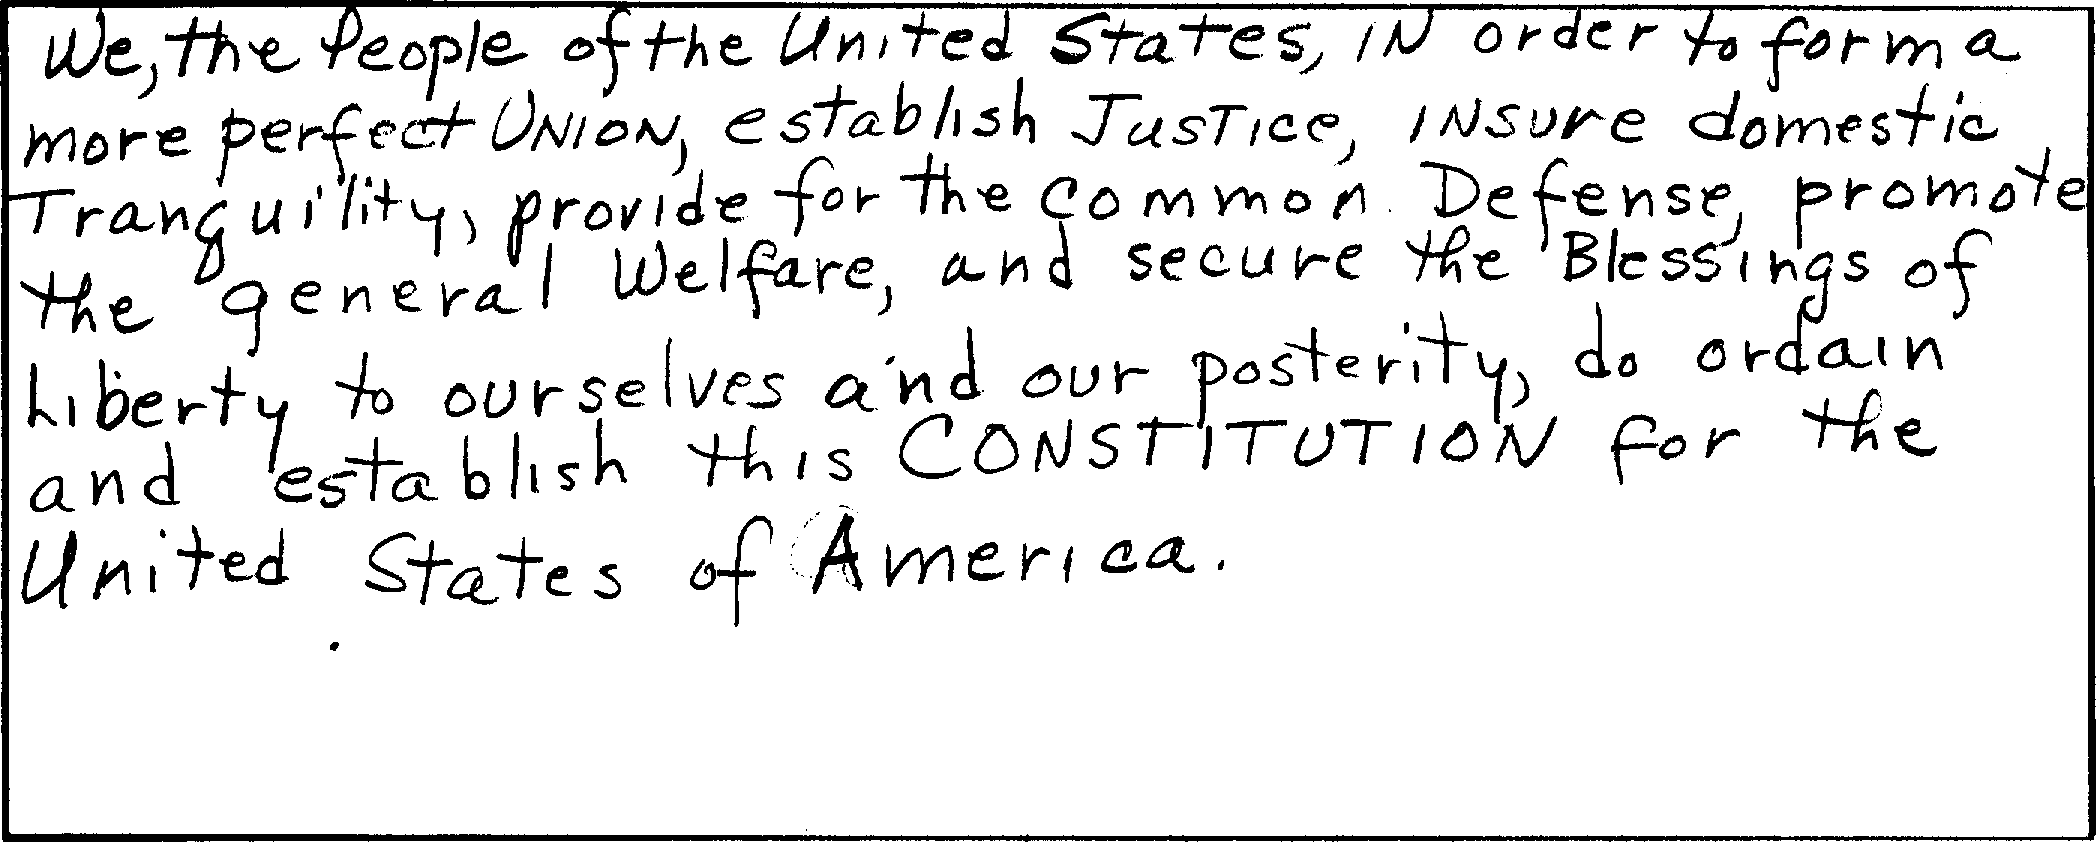 We, the People of the United States, IN order to form a
more perfect UNION, establish JusTice, INsure domestic
Tranquility, provide for the common Defense, promote
the general Welfare, and secure the Blessings of
Liberty to ourselves and our posterity, do ordain
and establish this CONSTITUTION for the
United States of America.